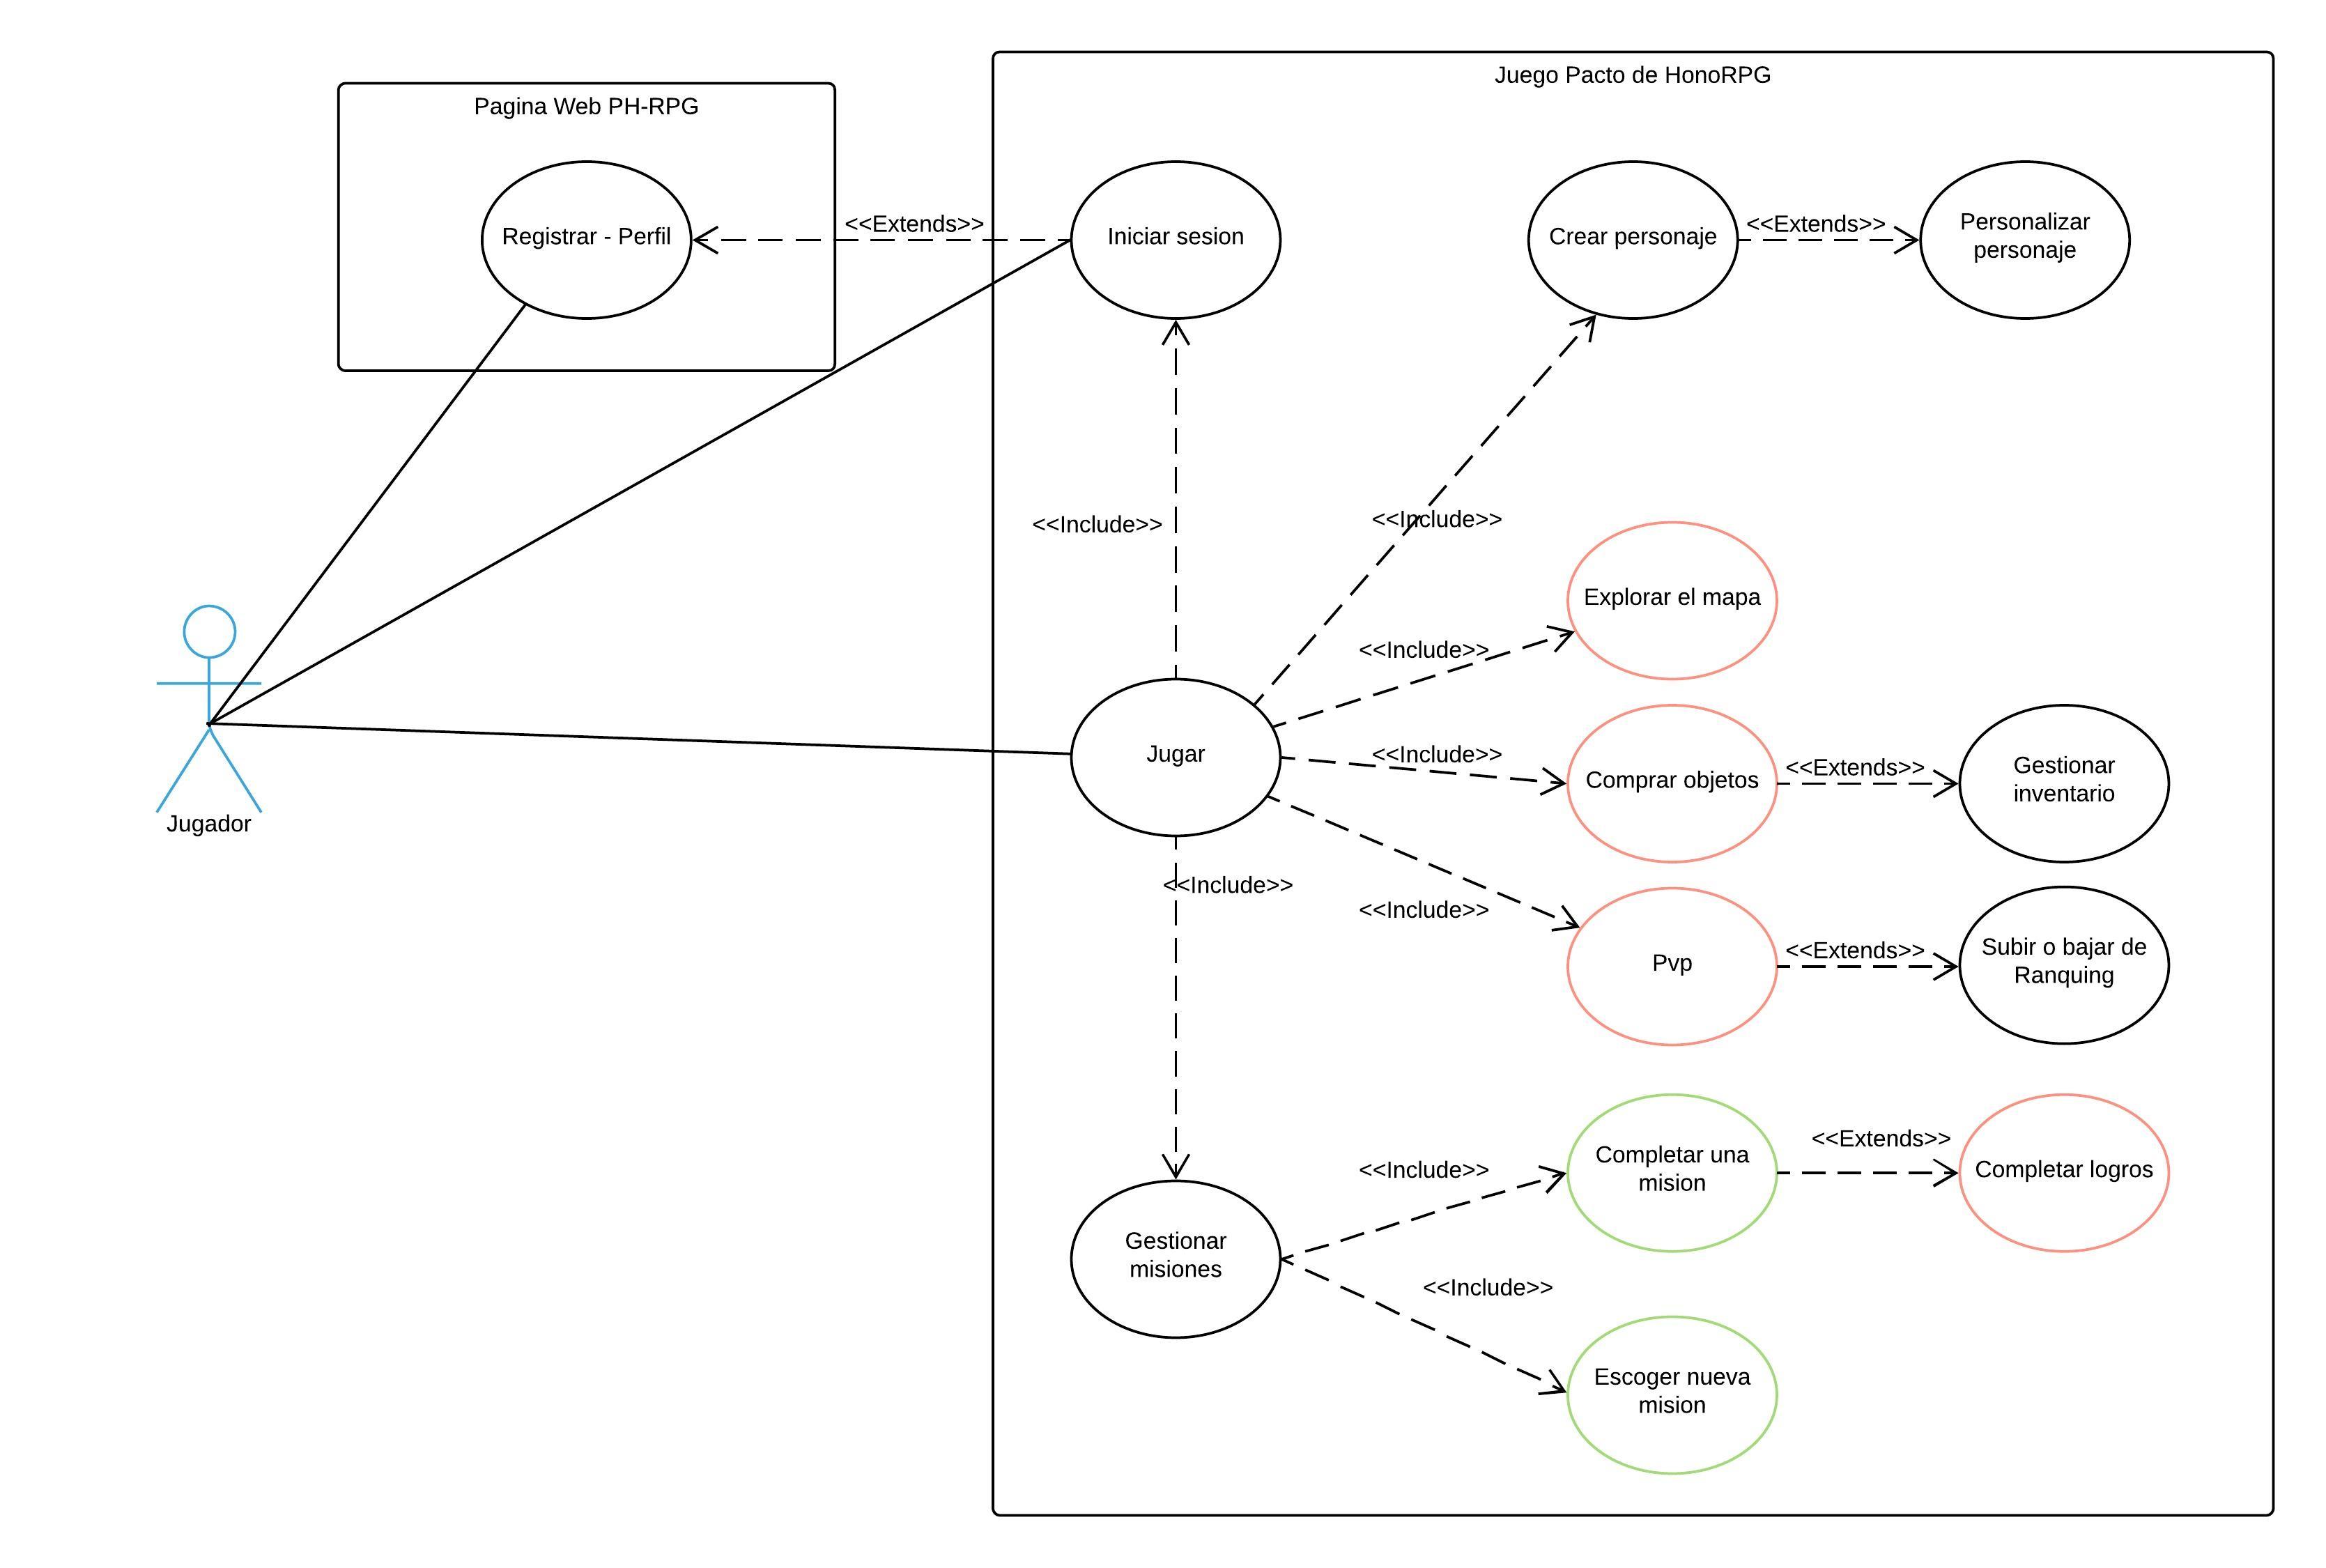 Juego Pacto de HonoRPG
Pagina Web PH-RPG
Registrar - Perfil
<<Extends>>
Iniciar sesion
Crear personaje
<<Extends>>
Personalizar
personaje
<<Include>>
<<Include>>
Explorar el mapa
<<Include>>
Jugar
<<Include>>
Comprar objetos
<<Extends>>
Gestionar
inventario
Jugador
<<Include>>
<<Include>>
Pvp
<<Extends>>
Subir o bajar de
Ranquing
<<Include>>
Completar una
mision
<<Extends>>
Completar logros
Gestionar
misiones
<<Include>>
Escoger nueva
mision